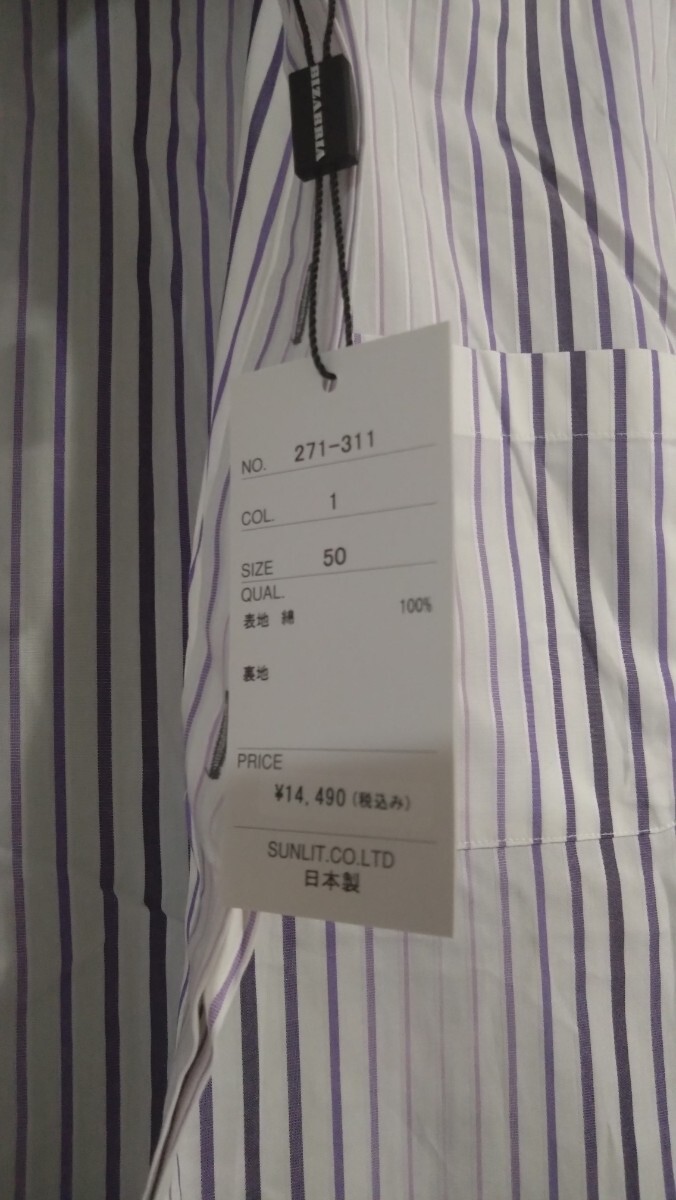 BIZARRIA
NO. 271-311
COL. 1
SIZE 50
QUAL.
表地 綿 100%
裏地
PRICE
¥14,490(税込み)
SUNLIT.CO.LTD
日本製